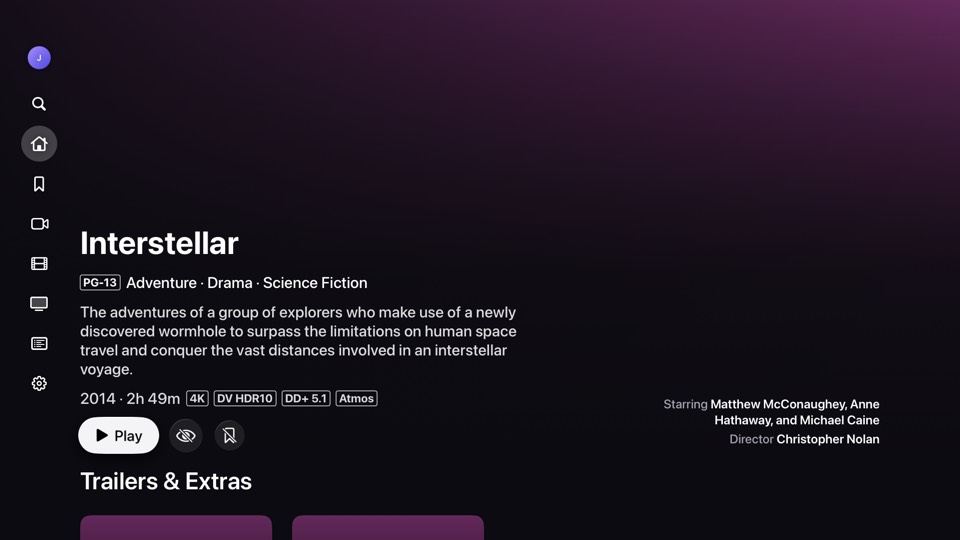 J
Interstellar
PG-13 Adventure · Drama · Science Fiction
The adventures of a group of explorers who make use of a newly
discovered wormhole to surpass the limitations on human space
travel and conquer the vast distances involved in an interstellar
voyage.
2014 · 2h 49m 4K DV HDR10 DD+ 5.1 Atmos
Starring Matthew McConaughey, Anne
Hathaway, and Michael Caine
Director Christopher Nolan
Play
Trailers & Extras